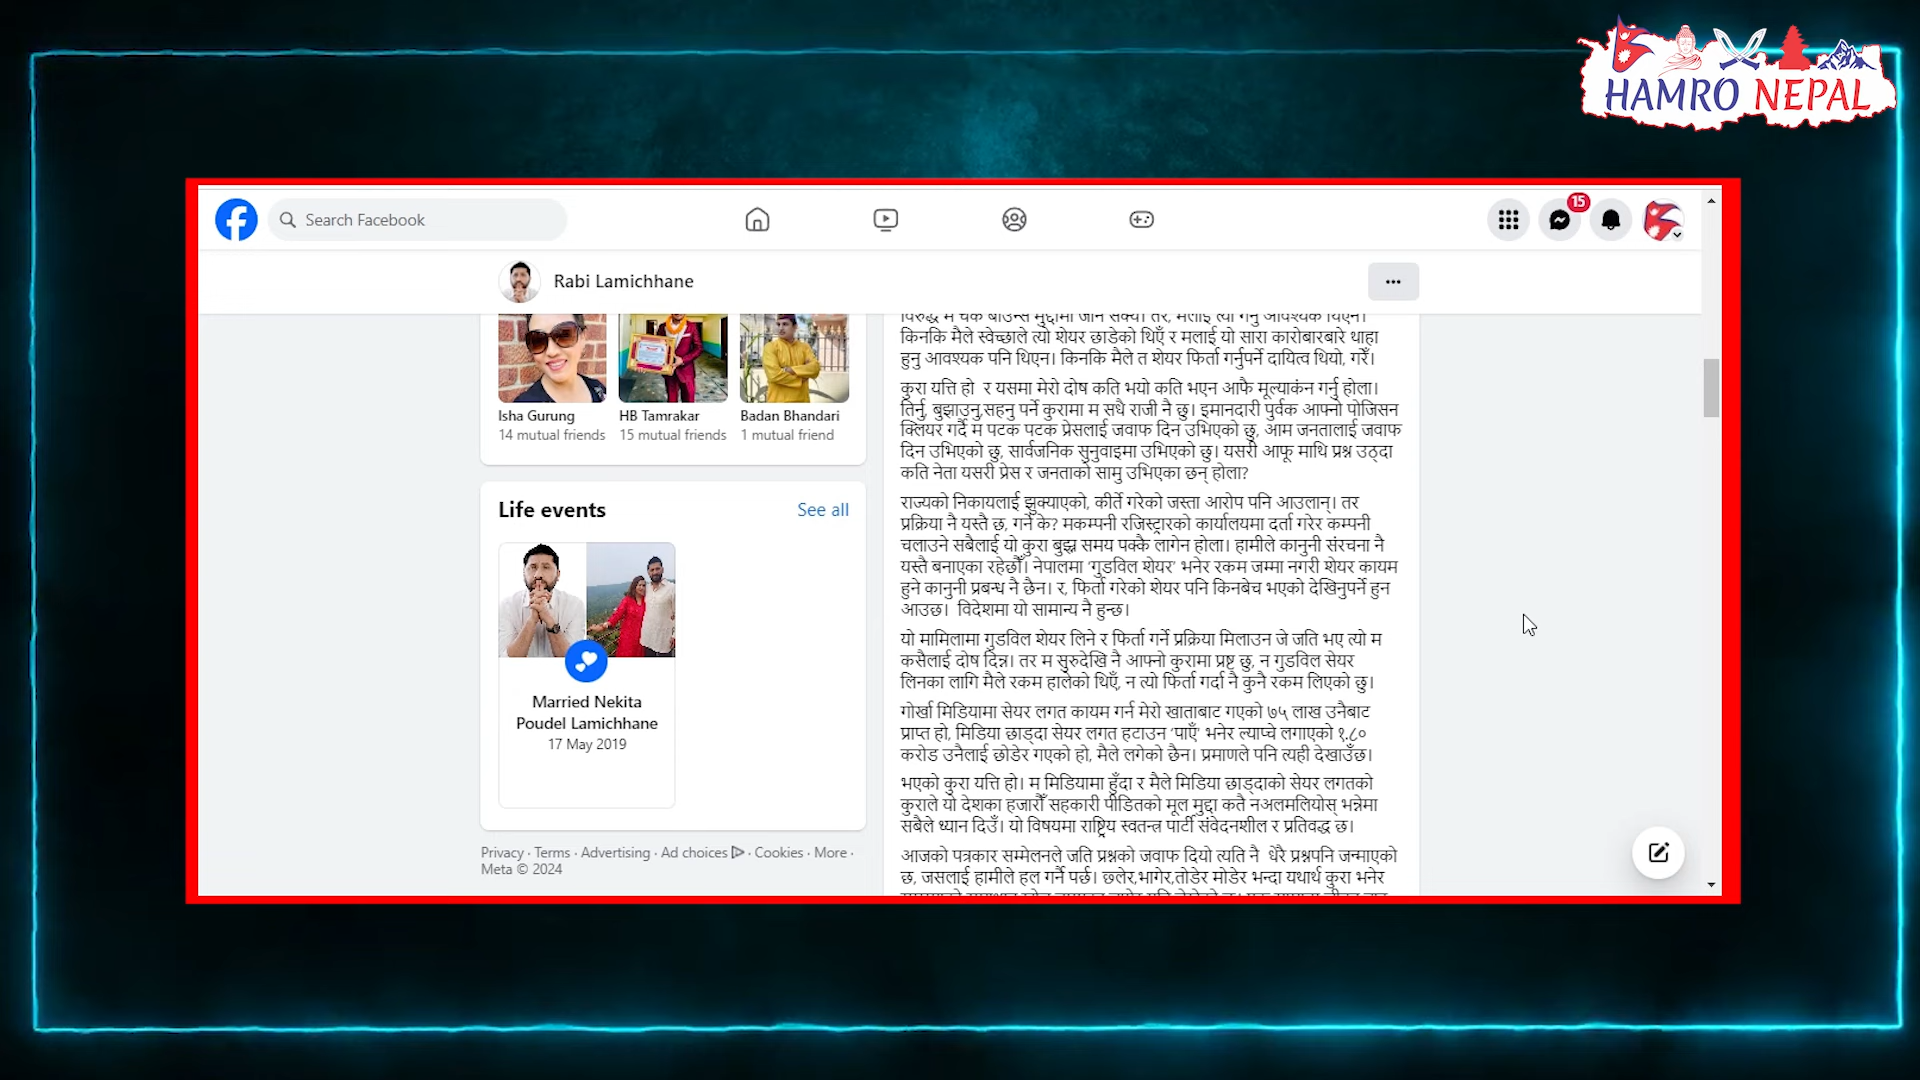 HAMRO NEPAL
Search Facebook
15
Rabi Lamichhane
Isha Gurung
14 mutual friends
HB Tamrakar
15 mutual friends
Badan Bhandari
1 mutual friend
Life events
See all
Married Nekita
Poudel Lamichhane
17 May 2019
Privacy · Terms · Advertising · Ad choices · Cookies · More ·
Meta © 2024
विरुद्ध म चेक बाउन्स मुद्दामा जान सक्थेँ। तर, मलाई त्यो गर्नु आवश्यक थिएन।
किनकि मैले स्वेच्छाले त्यो शेयर छाडेको थिएँ र मलाई यो सारा कारोबारबारे थाहा
हुनु आवश्यक पनि थिएन। किनकि मैले त शेयर फिर्ता गर्नुपर्ने दायित्व थियो, गरेँ।
कुरा यत्ति हो र यसमा मेरो दोष कति भयो कति भएन आफै मूल्याकंन गर्नु होला।
तिर्नु, बुझाउनु,सहनु पर्ने कुरामा म सधै राजी नै छु। इमानदारी पुर्वक आफ्नो पोजिसन
क्लियर गर्दै म पटक पटक प्रेसलाई जवाफ दिन उभिएको छु, आम जनतालाई जवाफ
दिन उभिएको छु, सार्वजनिक सुनुवाइमा उभिएको छु। यसरी आफू माथि प्रश्न उठ्दा
कति नेता यसरी प्रेस र जनताको सामु उभिएका छन् होला?
राज्यको निकायलाई झुक्याएको, कीर्ते गरेको जस्ता आरोप पनि आउलान्। तर
प्रक्रिया नै यस्तै छ, गर्ने के? मकम्पनी रजिस्ट्रारको कार्यालयमा दर्ता गरेर कम्पनी
चलाउने सबैलाई यो कुरा बुझ्न समय पक्कै लागेन होला। हामीले कानुनी संरचना नै
यस्तै बनाएका रहेछौँ। नेपालमा ‘गुडविल शेयर’ भनेर रकम जम्मा नगरी शेयर कायम
हुने कानुनी प्रबन्ध नै छैन। र, फिर्ता गरेको शेयर पनि किनबेच भएको देखिनुपर्ने हुन
आउछ। विदेशमा यो सामान्य नै हुन्छ।
यो मामिलामा गुडविल शेयर लिने र फिर्ता गर्ने प्रक्रिया मिलाउन जे जति भए त्यो म
कसैलाई दोष दिन्न। तर म सुरुदेखि नै आफ्नो कुरामा प्रष्ट छु, न गुडविल सेयर
लिनका लागि मैले रकम हालेको थिएँ, न त्यो फिर्ता गर्दा नै कुनै रकम लिएको छु।
गोर्खा मिडियामा सेयर लगत कायम गर्न मेरो खाताबाट गएको ७५ लाख उनैबाट
प्राप्त हो, मिडिया छाड्दा सेयर लगत हटाउन ‘पाएँ’ भनेर ल्याप्चे लगाएको १.८०
करोड उनैलाई छोडेर गएको हो, मैले लगेको छैन। प्रमाणले पनि त्यही देखाउँछ।
भएको कुरा यत्ति हो। म मिडियामा हुँदा र मैले मिडिया छाड्दाको सेयर लगतको
कुराले यो देशका हजारौँ सहकारी पीडितको मूल मुद्दा कतै नअलमलियोस् भन्नेमा
सबैले ध्यान दिउँ। यो विषयमा राष्ट्रिय स्वतन्त्र पार्टी संवेदनशील र प्रतिवद्ध छ।
आजको पत्रकार सम्मेलनले जति प्रश्नको जवाफ दियो त्यति नै धेरै प्रश्नपनि जन्माएको
छ, जसलाई हामीले हल गर्नै पर्छ। छलेर,भागेर,तोडेर मोडेर भन्दा यथार्थ कुरा भनेर